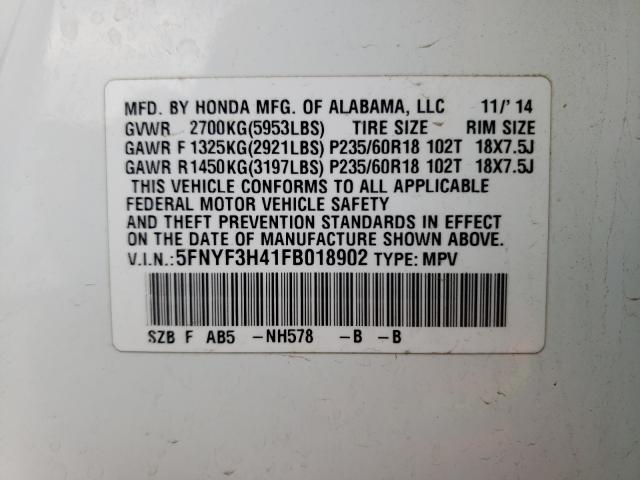 MFD. BY HONDA MFG. OF ALABAMA, LLC 11/'14
GVWR 2700KG(5953LBS) TIRE SIZE RIM SIZE
GAWR F 1325KG(2921LBS) P235/60R18 102T 18X7.5J
GAWR R1450KG(3197LBS) P235/60R18 102T 18X7.5J
THIS VEHICLE CONFORMS TO ALL APPLICABLE
FEDERAL MOTOR VEHICLE SAFETY
AND THEFT PREVENTION STANDARDS IN EFFECT
ON THE DATE OF MANUFACTURE SHOWN ABOVE.
V.I.N.:5FNYF3H41FB018902 TYPE: MPV
SZB F AB5 -NH578 -B -B